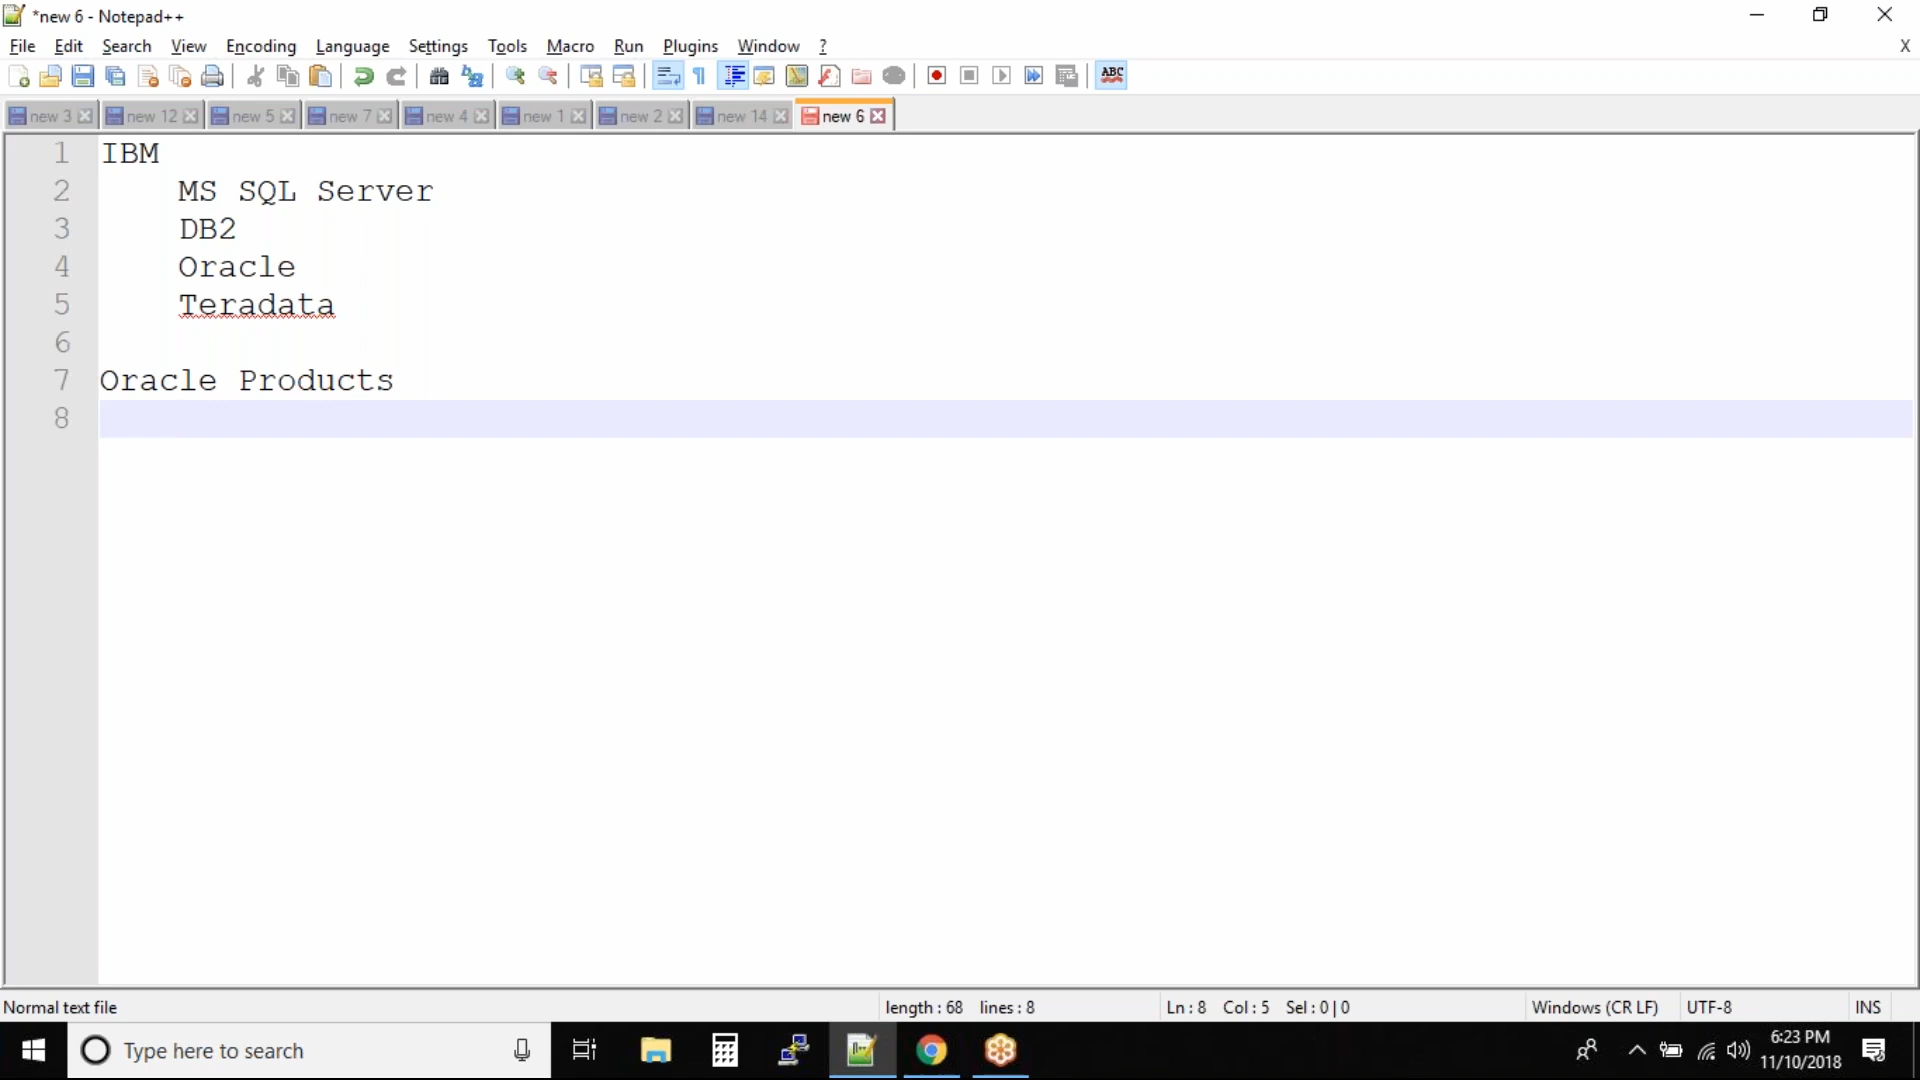 *new 6 - Notepad++
File Edit Search View Encoding Language Settings Tools Macro Run Plugins Window ? X
ABC
new 3 new 12 new 5 new 7 new 4 new 1 new 2 new 14 new 6
1 IBM
2 MS SQL Server
3 DB2
4 Oracle
5 Teradata
6
7 Oracle Products
8
Normal text file length : 68 lines : 8 Ln : 8 Col : 5 Sel : 0 | 0 Windows (CR LF) UTF-8 INS
Type here to search
6:23 PM
11/10/2018